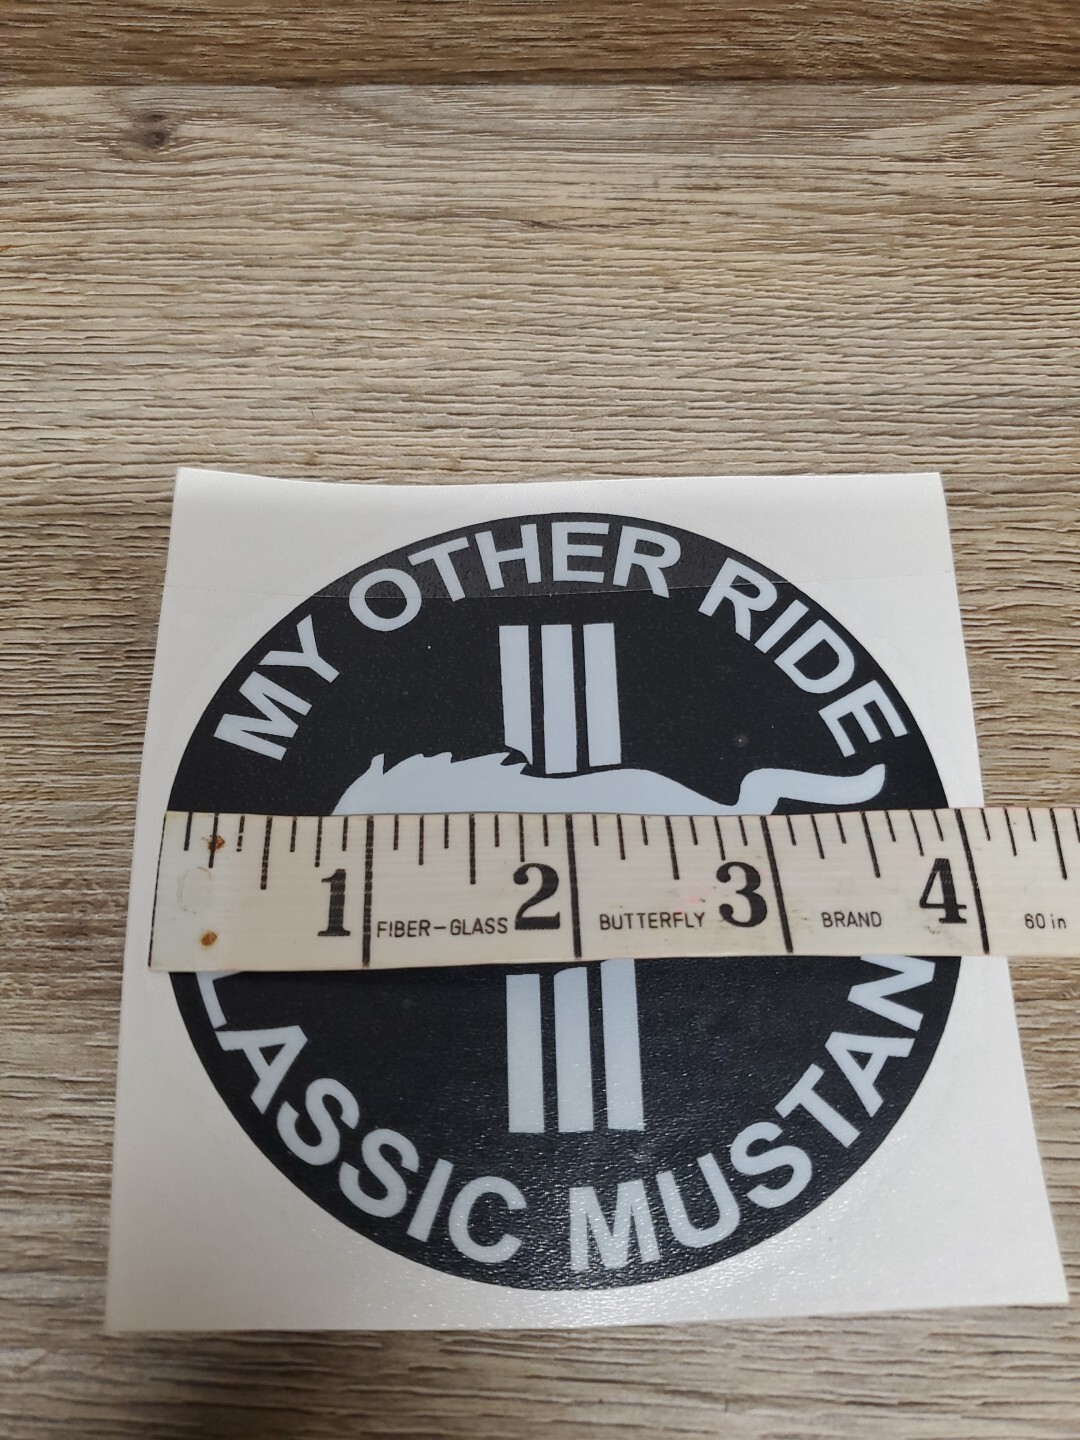 MY OTHER RIDE
1 FIBER-GLASS 2 BUTTERFLY 3 BRAND 4 60 in
LASSIC MUSTAN